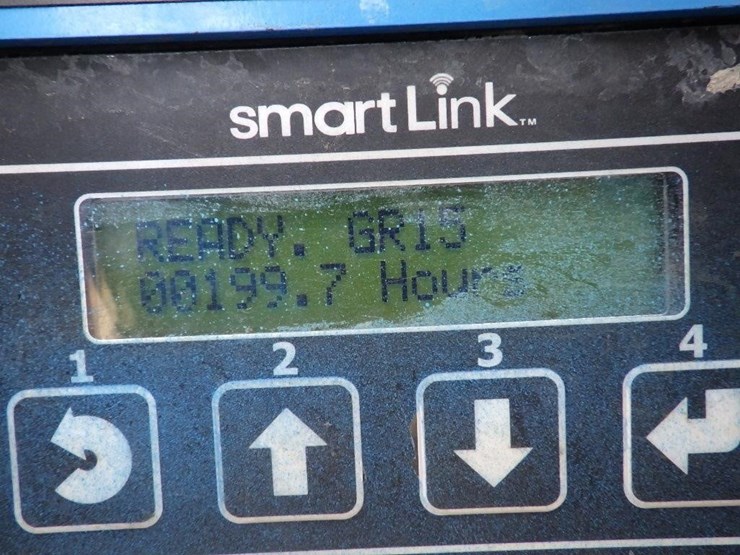 smartLink™
READY. GR15
00199.7 Hours
1 2 3 4